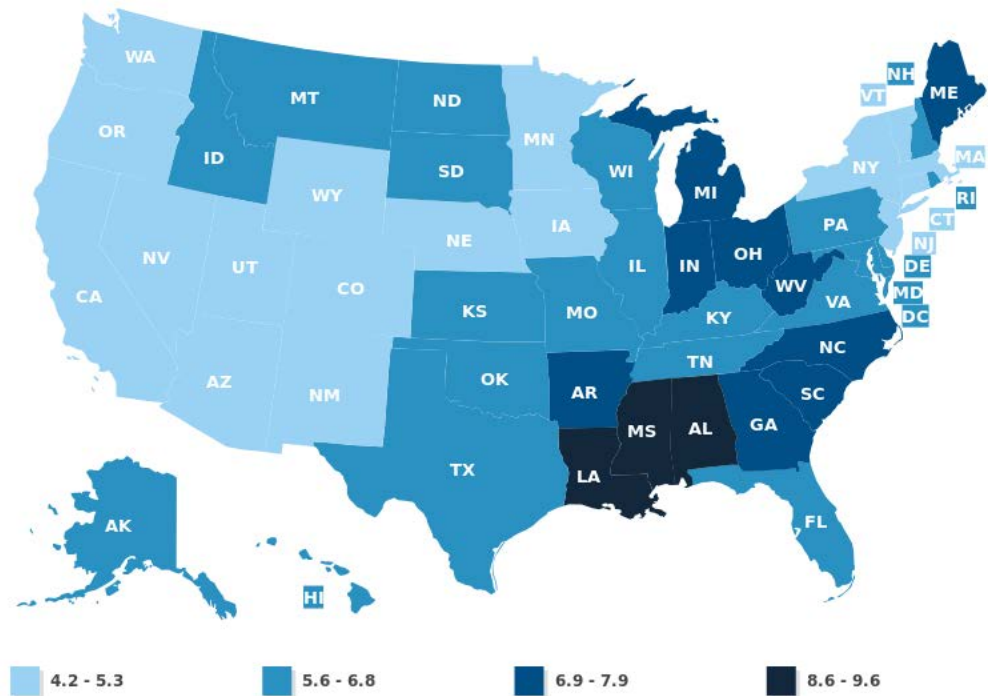 WA
MT
ND
NH
VT
ME
OR
ID
MN
SD
WI
NY
MA
WY
MI
RI
IA
PA
CT
NE
NV
UT
CO
IL
IN
OH
NJ
CA
WV
DE
KS
MO
KY
VA
MD
DC
AZ
NM
OK
TN
NC
AR
SC
TX
MS
AL
GA
LA
AK
FL
HI
4.2 - 5.3
5.6 - 6.8
6.9 - 7.9
8.6 - 9.6